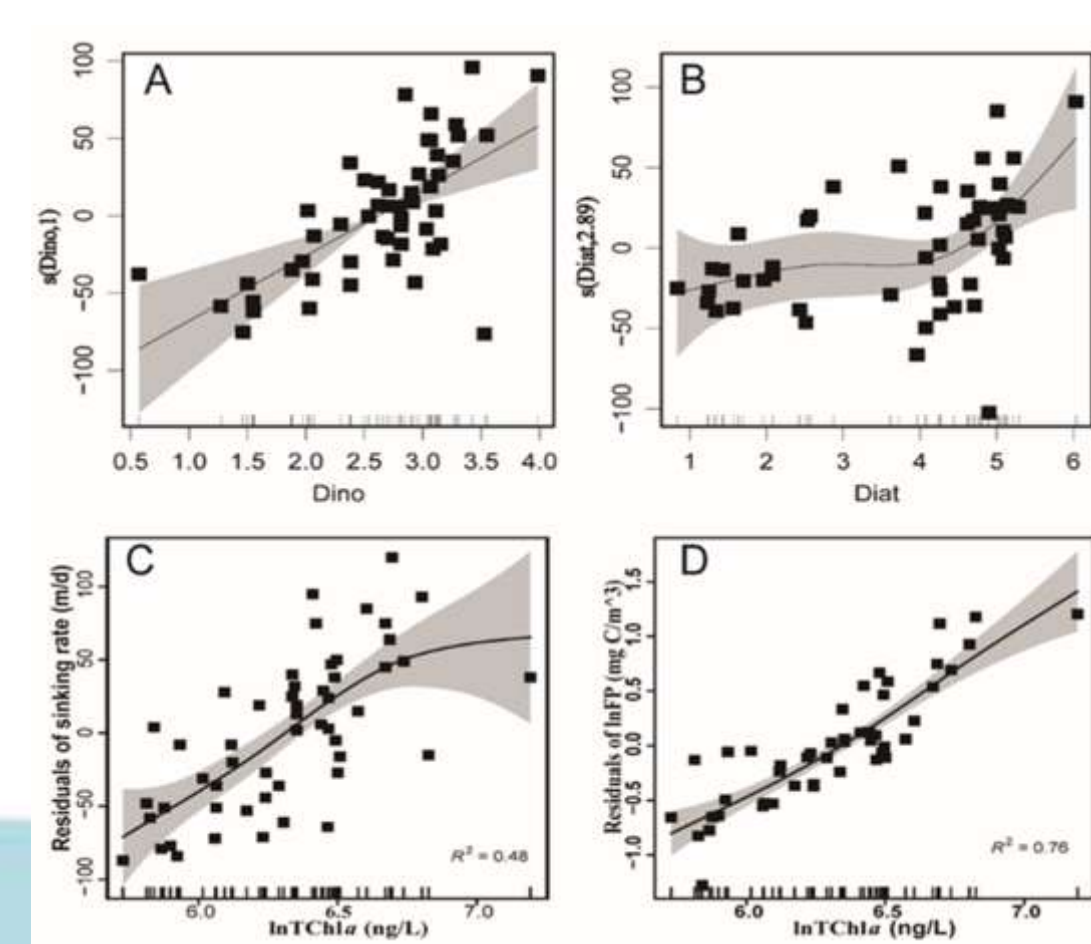 A
s(Dino,1)
100
50
0
−50
−100
0.5 1.0 1.5 2.0 2.5 3.0 3.5 4.0
Dino
B
s(Diat,2.89)
100
50
0
−50
−100
1 2 3 4 5 6
Diat
C
Residuals of sinking rate (m/d)
100
50
0
−50
−100
R² = 0.48
6.0 6.5 7.0
lnTChla (ng/L)
D
Residuals of lnFP (mg C/m^3)
1.5
1.0
0.5
0.0
−0.5
−1.0
R² = 0.76
6.0 6.5 7.0
lnTChla (ng/L)